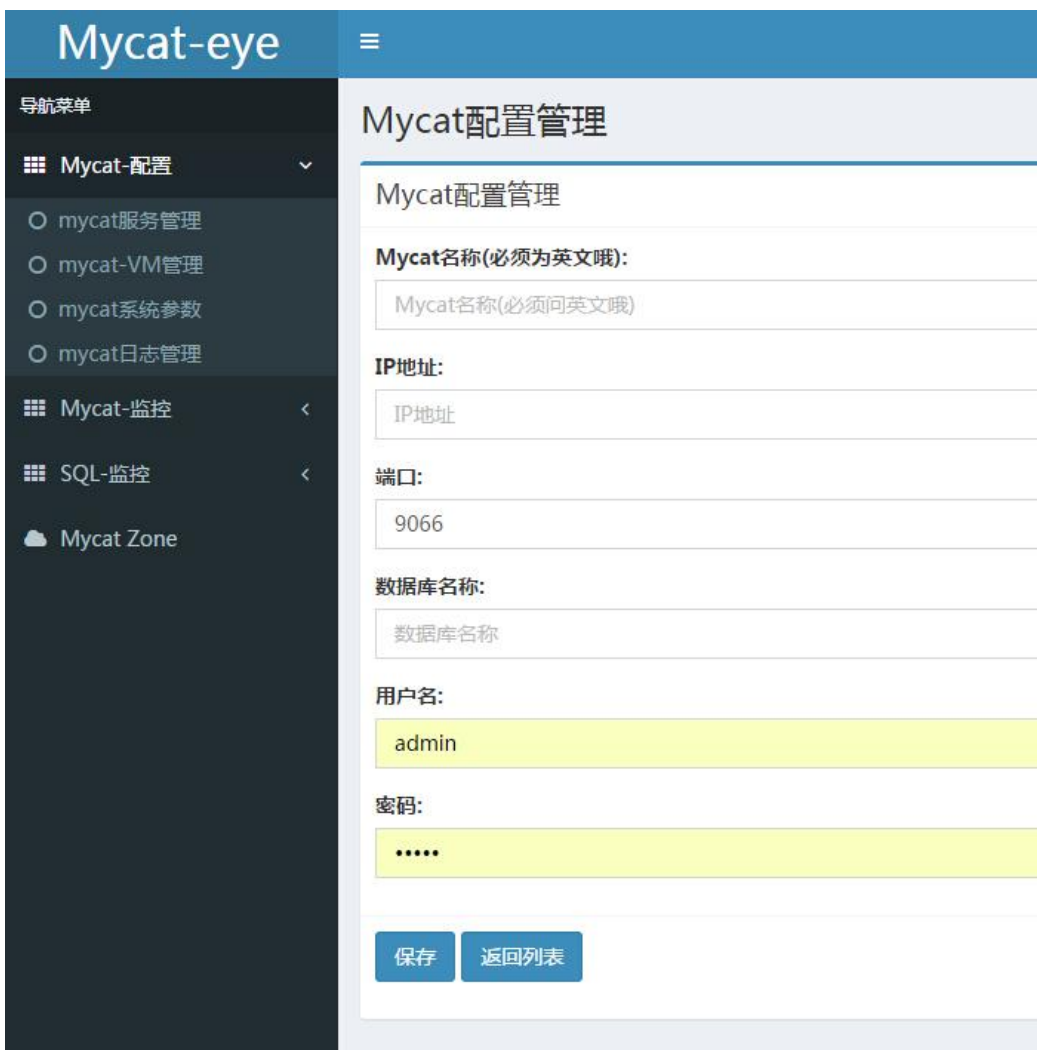 Mycat-eye
导航菜单
Mycat-配置
mycat服务管理
mycat-VM管理
mycat系统参数
mycat日志管理
Mycat-监控
SQL-监控
Mycat Zone
Mycat配置管理
Mycat配置管理
Mycat名称(必须为英文哦):
Mycat名称(必须问英文哦)
IP地址:
IP地址
端口:
9066
数据库名称:
数据库名称
用户名:
admin
密码:
•••••
保存 返回列表